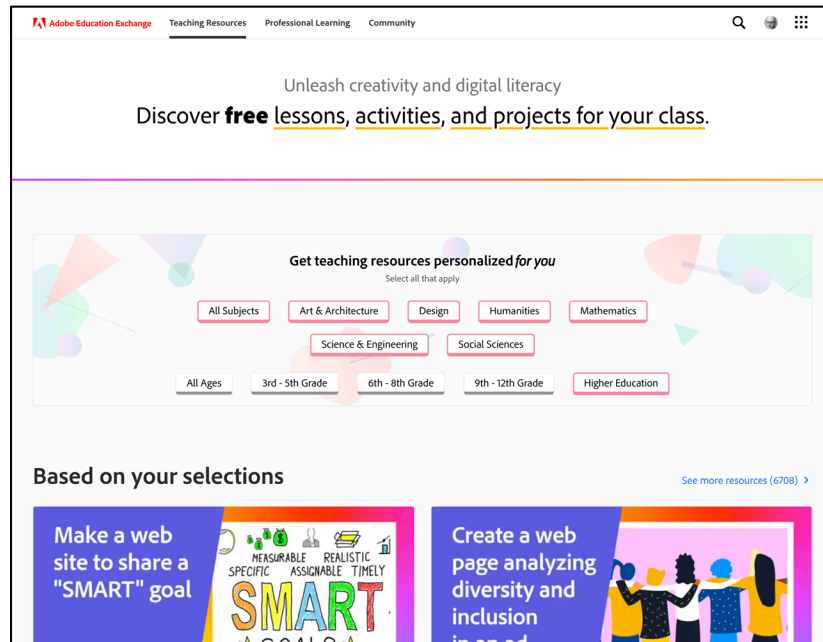 Adobe Education Exchange Teaching Resources Professional Learning Community
Unleash creativity and digital literacy
Discover free lessons, activities, and projects for your class.
Get teaching resources personalized for you
Select all that apply
All Subjects Art & Architecture Design Humanities Mathematics
Science & Engineering Social Sciences
All Ages 3rd - 5th Grade 6th - 8th Grade 9th - 12th Grade Higher Education
Based on your selections
See more resources (6708) >
Make a web
site to share a
"SMART" goal
MEASURABLE REALISTIC
SPECIFIC ASSIGNABLE TIMELY
SMART
GOALS
Create a web
page analyzing
diversity and
inclusion
in an ad